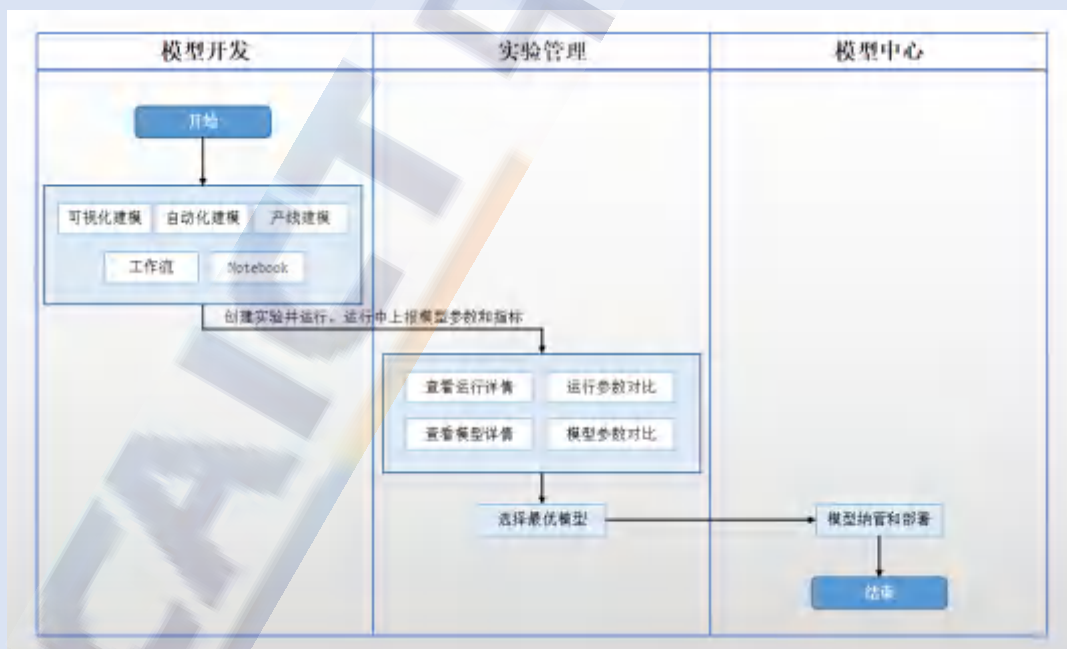 模型开发
实验管理
模型中心
开始
可视化建模
自动化建模
产线建模
工作流
Notebook
创建实验并运行，运行中上报模型参数和指标
查看运行详情
运行参数对比
查看模型详情
模型参数对比
选择最优模型
模型纳管和部署
结束
CAICT